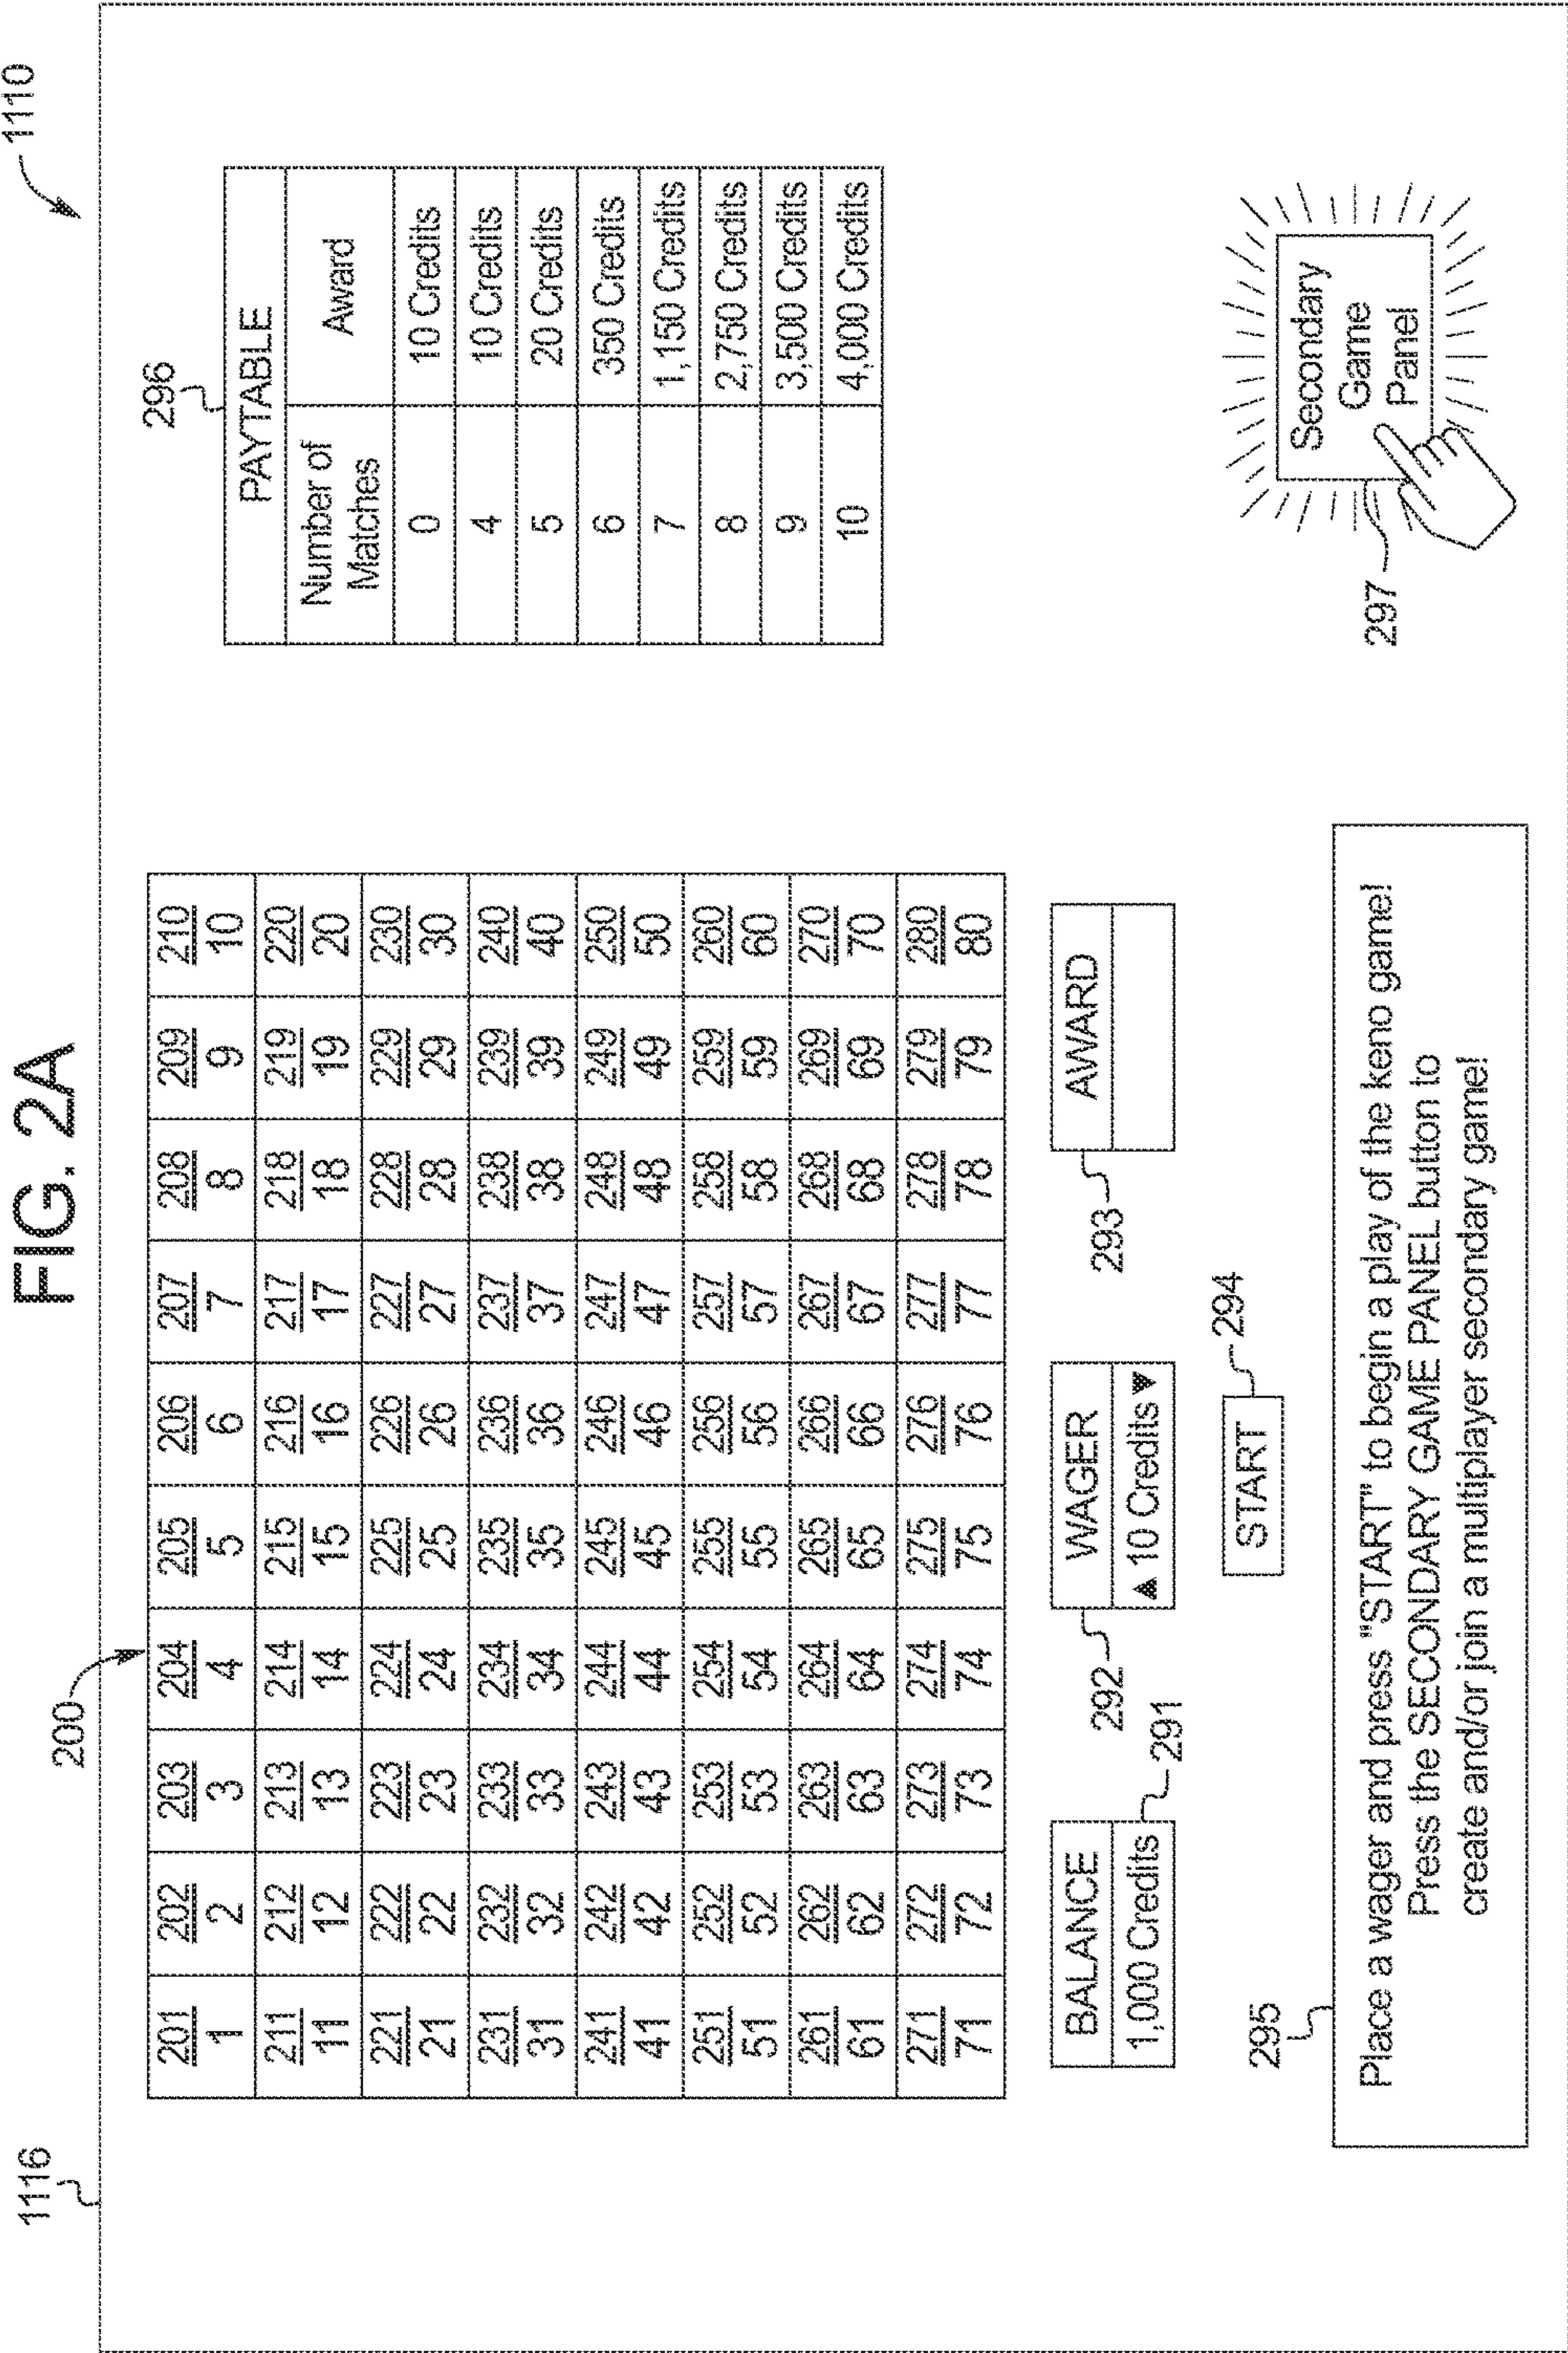 FIG. 2A
1116
1110
200
201 202 203 204 205 206 207 208 209 210
1 2 3 4 5 6 7 8 9 10
211 212 213 214 215 216 217 218 219 220
11 12 13 14 15 16 17 18 19 20
221 222 223 224 225 226 227 228 229 230
21 22 23 24 25 26 27 28 29 30
231 232 233 234 235 236 237 238 239 240
31 32 33 34 35 36 37 38 39 40
241 242 243 244 245 246 247 248 249 250
41 42 43 44 45 46 47 48 49 50
251 252 253 254 255 256 257 258 259 260
51 52 53 54 55 56 57 58 59 60
261 262 263 264 265 266 267 268 269 270
61 62 63 64 65 66 67 68 69 70
271 272 273 274 275 276 277 278 279 280
71 72 73 74 75 76 77 78 79 80
296
PAYTABLE
Number of
Matches
Award
0 10 Credits
4 10 Credits
5 20 Credits
6 350 Credits
7 1,150 Credits
8 2,750 Credits
9 3,500 Credits
10 4,000 Credits
BALANCE
1,000 Credits
291
292
WAGER
▲ 10 Credits ▼
293
AWARD
START
294
295
Place a wager and press "START" to begin a play of the keno game!
Press the SECONDARY GAME PANEL button to
create and/or join a multiplayer secondary game!
Secondary
Game
Panel
297